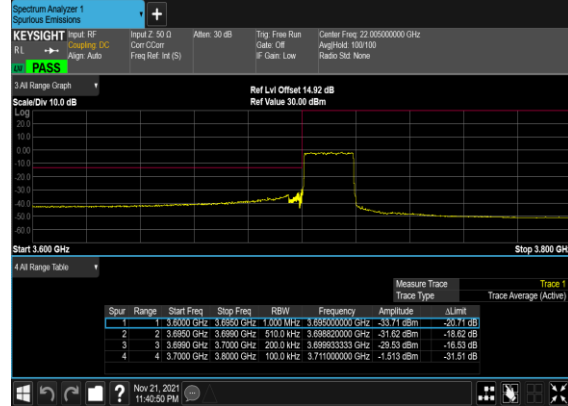 Spectrum Analyzer 1
Spurious Emissions
+
KEYSIGHT Input: RF Input Z: 50 Ω Atten: 30 dB Trig: Free Run Center Freq: 22.005000000 GHz
RL Coupling: DC Corr CCorr Gate: Off Avg|Hold: 100/100
Align: Auto Freq Ref: Int (S) IF Gain: Low Radio Std: None
PASS
3 All Range Graph
Ref Lvl Offset 14.92 dB
Scale/Div 10.0 dB Ref Value 30.00 dBm
Log
20.0
10.0
0.00
-10.0
-20.0
-30.0
-40.0
-50.0
-60.0
Start 3.600 GHz Stop 3.800 GH
4 All Range Table
Measure Trace Trace 1
Trace Type Trace Average (Active)
Spur Range Start Freq Stop Freq RBW Frequency Amplitude ΔLimit
1 1 3.6000 GHz 3.6950 GHz 1.000 MHz 3.695000000 GHz -33.71 dBm -20.71 dB
2 2 3.6950 GHz 3.6990 GHz 510.0 kHz 3.698820000 GHz -31.62 dBm -18.62 dB
3 3 3.6990 GHz 3.7000 GHz 200.0 kHz 3.699933333 GHz -29.53 dBm -16.53 dB
4 4 3.7000 GHz 3.8000 GHz 100.0 kHz 3.711000000 GHz -1.513 dBm -31.51 dB
? Nov 21, 2021
11:40:50 PM